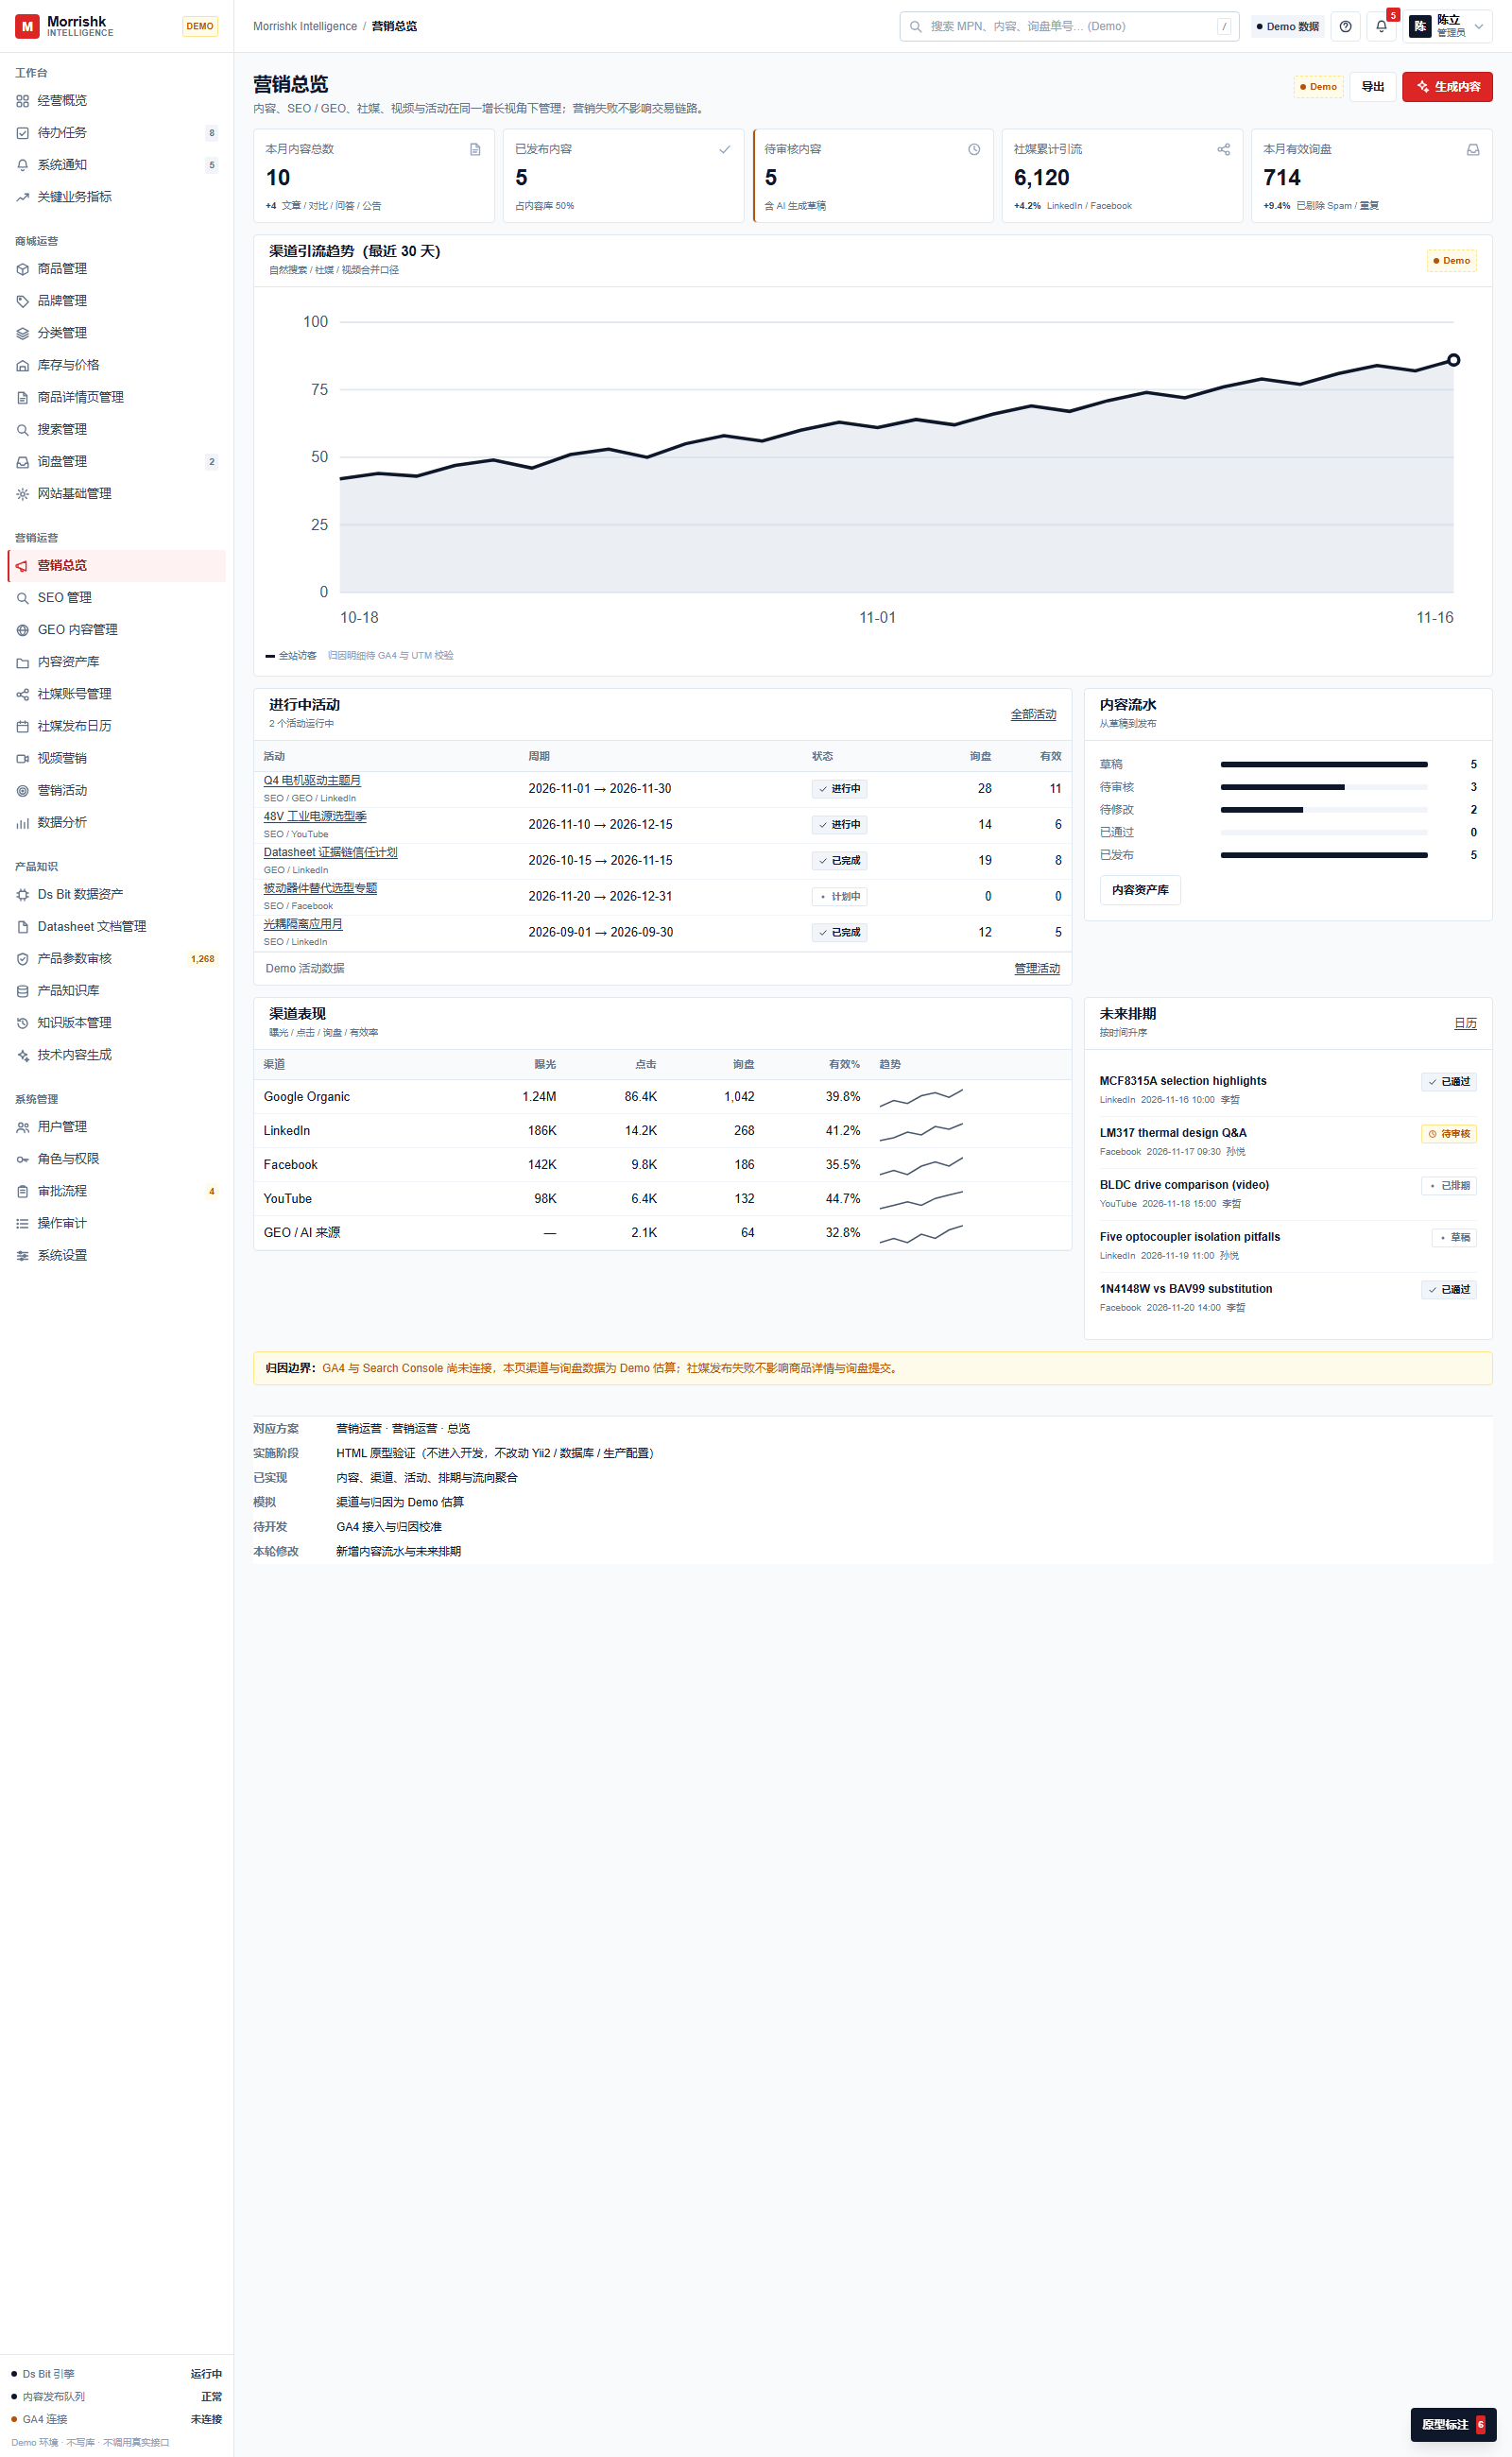 M
Morrishk
INTELLIGENCE
DEMO
工作台
经营概览
待办任务 8
系统通知 5
关键业务指标
商城运营
商品管理
品牌管理
分类管理
库存与价格
商品详情页管理
搜索管理
询盘管理 2
网站基础管理
营销运营
营销总览
SEO 管理
GEO 内容管理
内容资产库
社媒账号管理
社媒发布日历
视频营销
营销活动
数据分析
产品知识
Ds Bit 数据资产
Datasheet 文档管理
产品参数审核 1,268
产品知识库
知识版本管理
技术内容生成
系统管理
用户管理
角色与权限
审批流程 4
操作审计
系统设置
Ds Bit 引擎 运行中
内容发布队列 正常
GA4 连接 未连接
Demo 环境 · 不写库 · 不调用真实接口
Morrishk Intelligence / 营销总览
搜索 MPN、内容、询盘单号... (Demo) /
Demo 数据
5
陈
陈立
管理员
营销总览
内容、SEO / GEO、社媒、视频与活动在同一增长视角下管理；营销失败不影响交易链路。
Demo
导出
生成内容
本月内容总数
10
+4 文章 / 对比 / 问答 / 公告
已发布内容
5
占内容库 50%
待审核内容
5
含 AI 生成草稿
社媒累计引流
6,120
+4.2% LinkedIn / Facebook
本月有效询盘
714
+9.4% 已剔除 Spam / 重复
渠道引流趋势（最近 30 天）
自然搜索 / 社媒 / 视频合并口径
Demo
100
75
50
25
0
10-18 11-01 11-16
全站访客 归因明细待 GA4 与 UTM 校验
进行中活动
2 个活动运行中
全部活动
活动 周期 状态 询盘 有效
Q4 电机驱动主题月
SEO / GEO / LinkedIn
2026-11-01 → 2026-11-30 进行中 28 11
48V 工业电源选型季
SEO / YouTube
2026-11-10 → 2026-12-15 进行中 14 6
Datasheet 证据链信任计划
GEO / LinkedIn
2026-10-15 → 2026-11-15 已完成 19 8
被动器件替代选型专题
SEO / Facebook
2026-11-20 → 2026-12-31 计划中 0 0
光耦隔离应用月
SEO / LinkedIn
2026-09-01 → 2026-09-30 已完成 12 5
Demo 活动数据 管理活动
内容流水
从草稿到发布
草稿 5
待审核 3
待修改 2
已通过 0
已发布 5
内容资产库
渠道表现
曝光 / 点击 / 询盘 / 有效率
渠道 曝光 点击 询盘 有效% 趋势
Google Organic 1.24M 86.4K 1,042 39.8%
LinkedIn 186K 14.2K 268 41.2%
Facebook 142K 9.8K 186 35.5%
YouTube 98K 6.4K 132 44.7%
GEO / AI 来源 — 2.1K 64 32.8%
未来排期
按时间升序
日历
MCF8315A selection highlights 已通过
LinkedIn 2026-11-16 10:00 李哲
LM317 thermal design Q&A 待审核
Facebook 2026-11-17 09:30 孙悦
BLDC drive comparison (video) 已排期
YouTube 2026-11-18 15:00 李哲
Five optocoupler isolation pitfalls 草稿
LinkedIn 2026-11-19 11:00 孙悦
1N4148W vs BAV99 substitution 已通过
Facebook 2026-11-20 14:00 李哲
归因边界：GA4 与 Search Console 尚未连接，本页渠道与询盘数据为 Demo 估算；社媒发布失败不影响商品详情与询盘提交。
对应方案 营销运营 · 营销运营 · 总览
实施阶段 HTML 原型验证（不进入开发，不改动 Yii2 / 数据库 / 生产配置）
已实现 内容、渠道、活动、排期与流向聚合
模拟 渠道与归因为 Demo 估算
待开发 GA4 接入与归因校准
本轮修改 新增内容流水与未来排期
原型标注 6